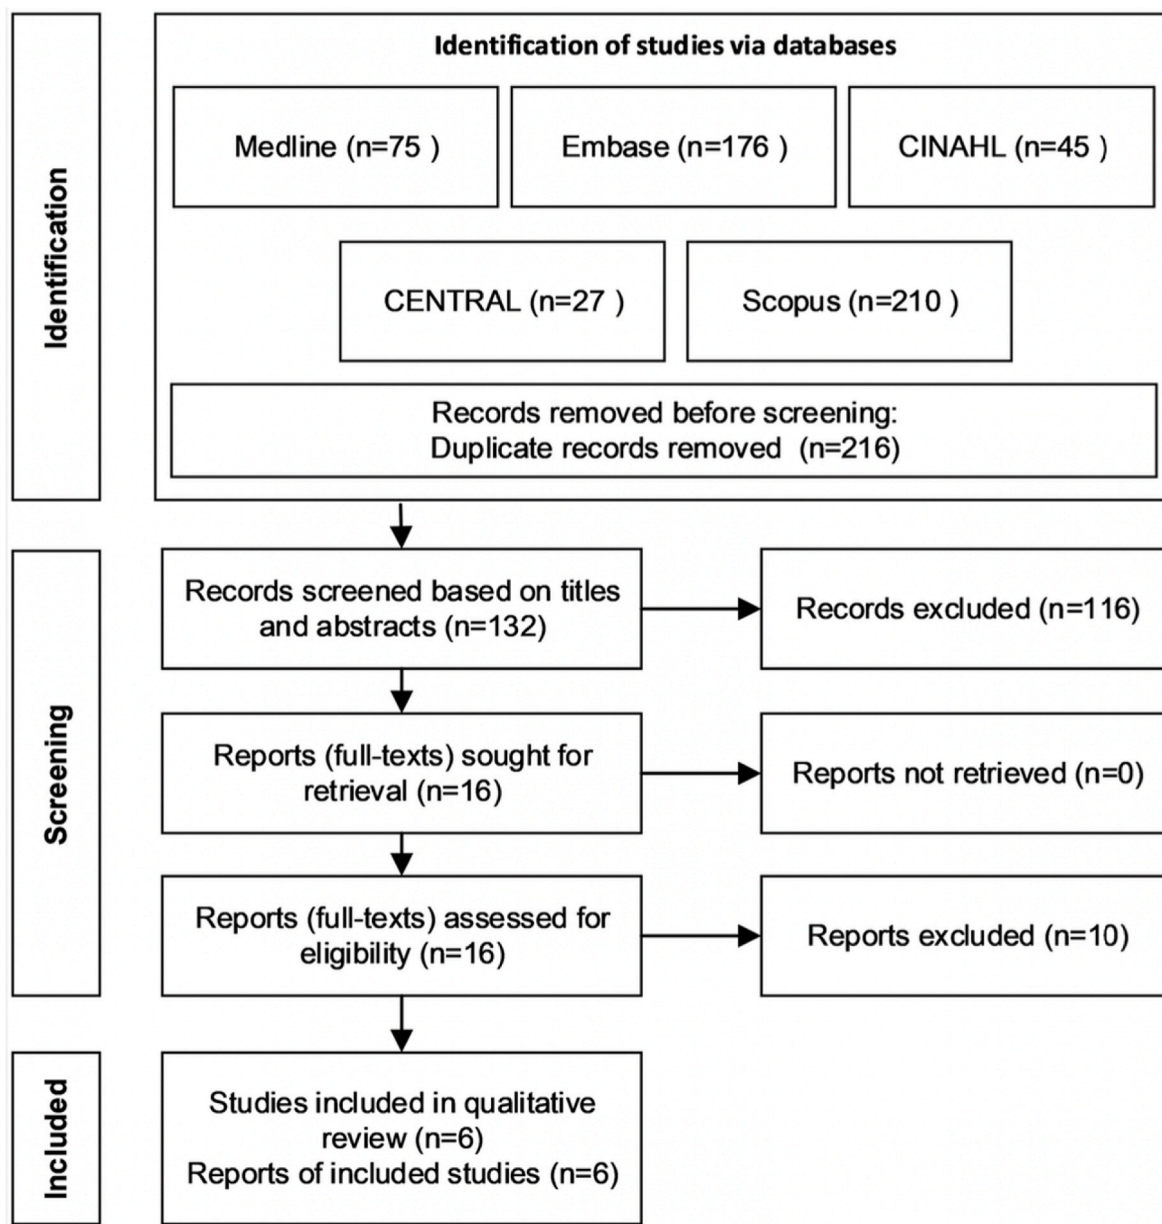 Identification of studies via databases
Medline (n=75 )
Embase (n=176 )
CINAHL (n=45 )
CENTRAL (n=27 )
Scopus (n=210 )
Records removed before screening:
Duplicate records removed  (n=216)
Identification
Records screened based on titles
and abstracts (n=132)
Records excluded (n=116)
Reports (full-texts) sought for
retrieval (n=16)
Reports not retrieved (n=0)
Reports (full-texts) assessed for
eligibility (n=16)
Reports excluded (n=10)
Screening
Studies included in qualitative
review (n=6)
Reports of included studies (n=6)
Included